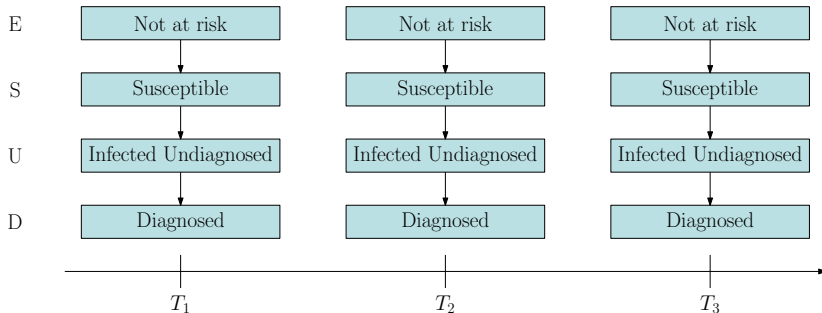 E Not at risk Not at risk Not at risk
S Susceptible Susceptible Susceptible
U Infected Undiagnosed Infected Undiagnosed Infected Undiagnosed
D Diagnosed Diagnosed Diagnosed
T₁ T₂ T₃